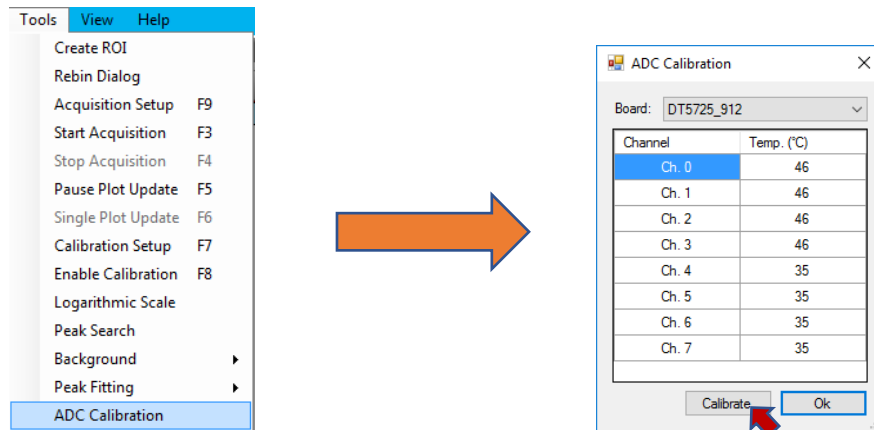 Tools View Help
Create ROI
Rebin Dialog
Acquisition Setup F9
Start Acquisition F3
Stop Acquisition F4
Pause Plot Update F5
Single Plot Update F6
Calibration Setup F7
Enable Calibration F8
Logarithmic Scale
Peak Search
Background
Peak Fitting
ADC Calibration
ADC Calibration
Board: DT5725_912
Channel Temp. (°C)
Ch. 0 46
Ch. 1 46
Ch. 2 46
Ch. 3 46
Ch. 4 35
Ch. 5 35
Ch. 6 35
Ch. 7 35
Calibrate Ok